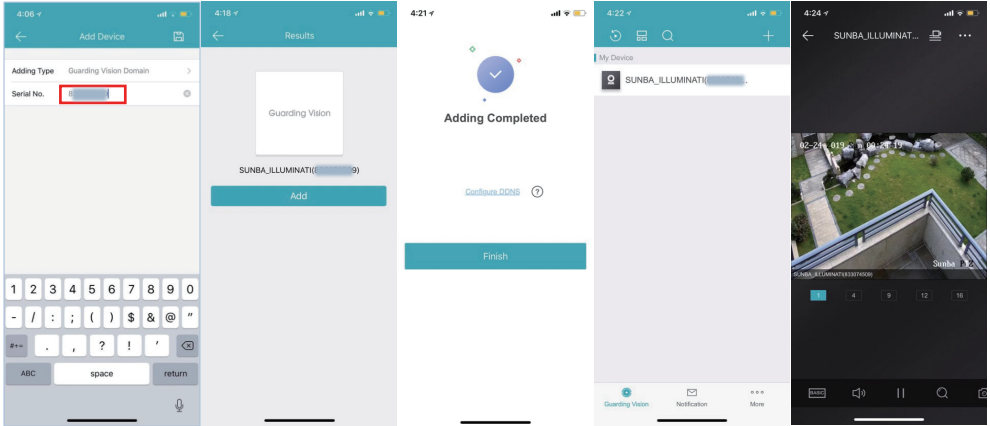 4:06
Add Device
Adding Type Guarding Vision Domain
Serial No. 8
1 2 3 4 5 6 7 8 9 0
- / : ; ( ) $ & @ "
#+= . , ? ! '
ABC space return
4:18
Results
Guarding Vision
SUNBA_ILLUMINATI( 9)
Add
4:21
Adding Completed
Configure DDNS ?
Finish
4:22
My Device
SUNBA_ILLUMINATI(
Guarding Vision Notification More
4:24
SUNBA_ILLUMINAT...
Sunba
SUNBA_ILLUMINATI(833074509)
1 4 9 12 16
BASIC